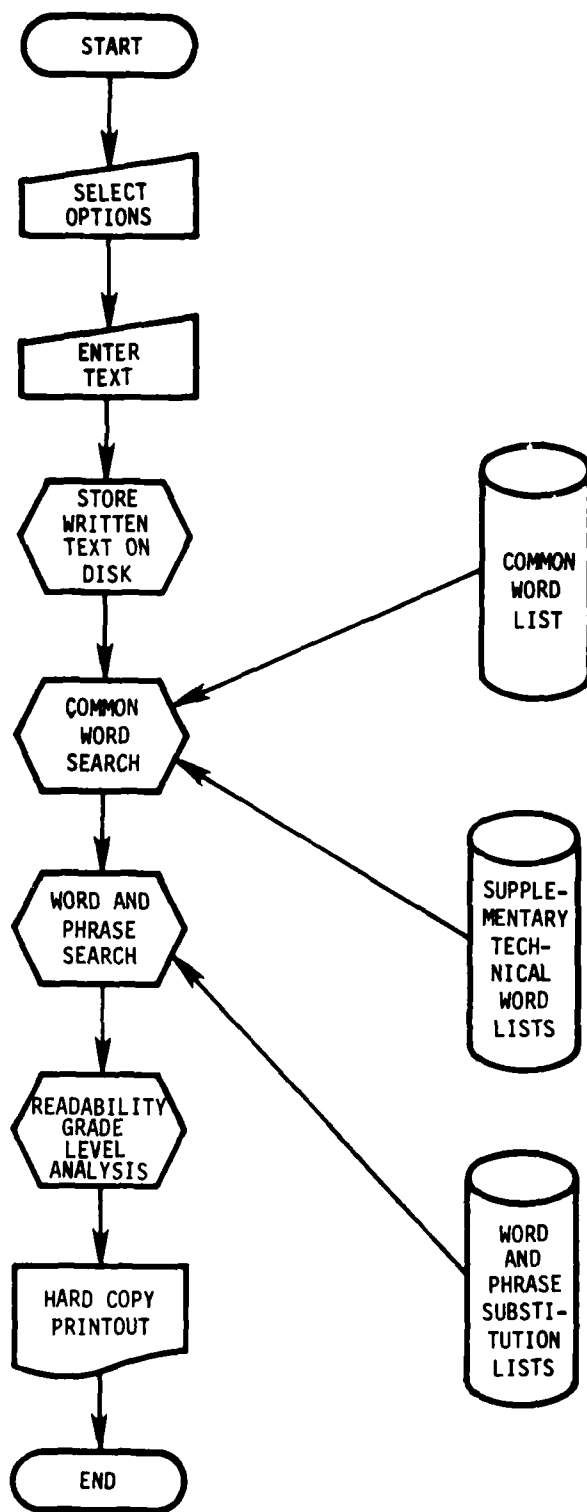 START
SELECT
OPTIONS
ENTER
TEXT
STORE
WRITTEN
TEXT ON
DISK
COMMON
WORD
LIST
COMMON
WORD
SEARCH
SUPPLE-
MENTARY
TECH-
NICAL
WORD
LISTS
WORD AND
PHRASE
SEARCH
READABILITY
GRADE
LEVEL
ANALYSIS
WORD
AND
PHRASE
SUBSTI-
TUTION
LISTS
HARD COPY
PRINTOUT
END